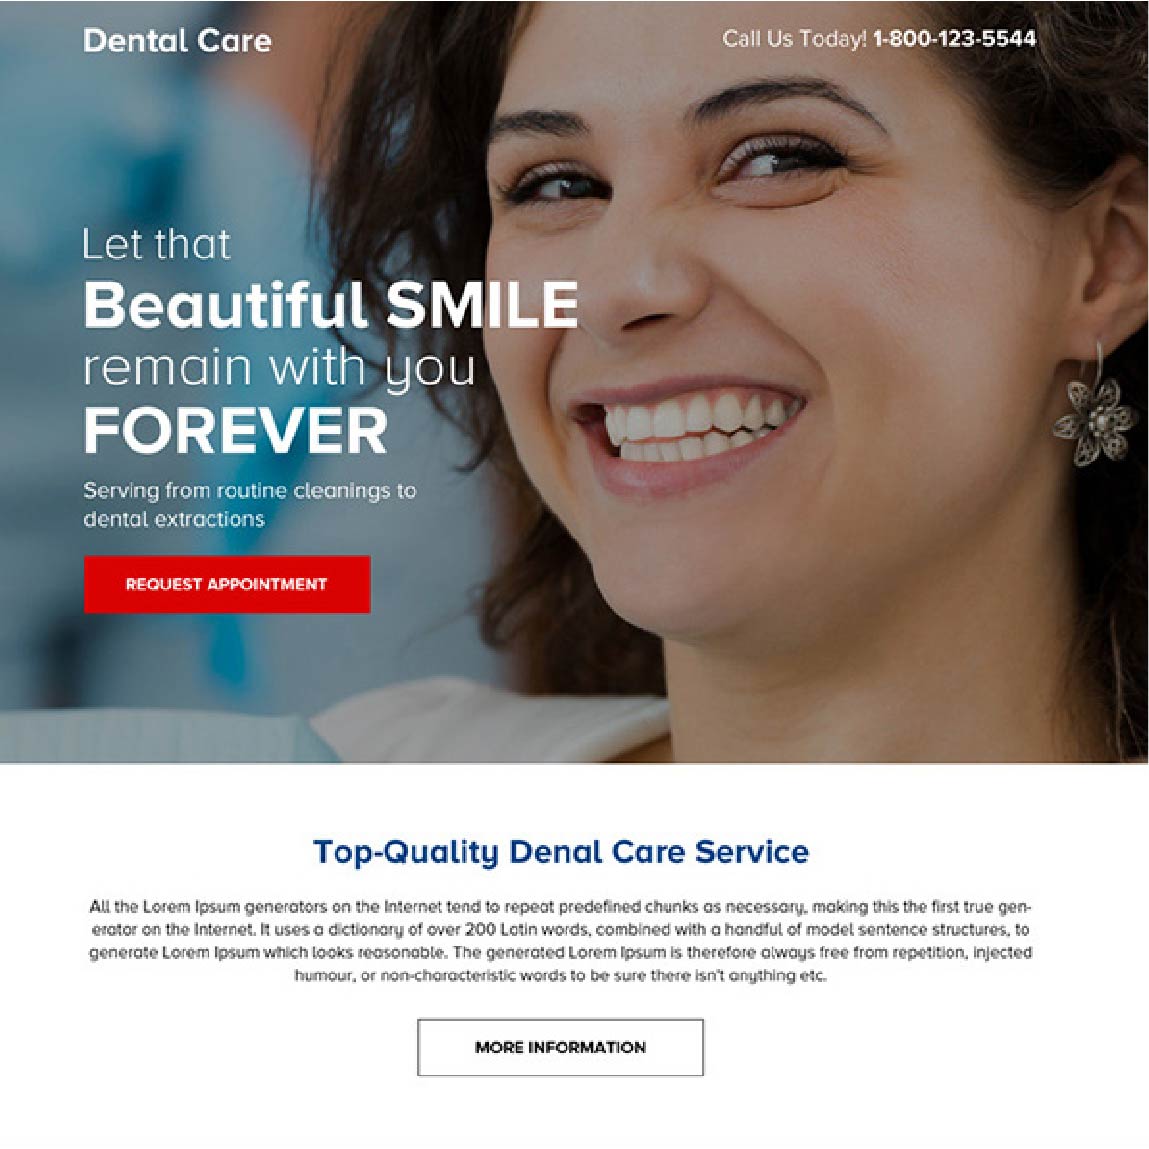 Dental Care
Call Us Today! 1-800-123-5544
Let that
Beautiful SMILE
remain with you
FOREVER
Serving from routine cleanings to
dental extractions
REQUEST APPOINTMENT
Top-Quality Denal Care Service
All the Lorem Ipsum generators on the Internet tend to repeat predefined chunks as necessary, making this the first true gen-
erator on the Internet. It uses a dictionary of over 200 Latin words, combined with a handful of model sentence structures, to
generate Lorem Ipsum which looks reasonable. The generated Lorem Ipsum is therefore always free from repetition, injected
humour, or non-characteristic words to be sure there isn't anything etc.
MORE INFORMATION